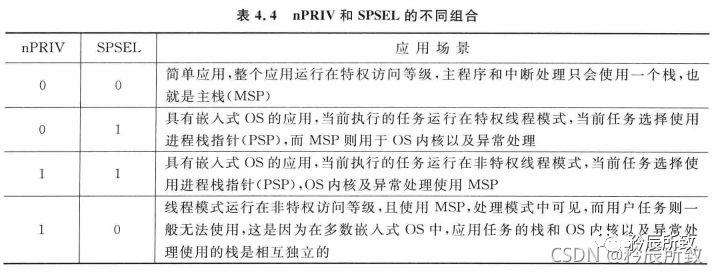 表 4.4 nPRIV 和 SPSEL 的不同组合
nPRIV SPSEL 应用场景
0 0 简单应用,整个应用运行在特权访问等级,主程序和中断处理只会使用一个栈,也
就是主栈(MSP)
0 1 具有嵌入式 OS 的应用,当前执行的任务运行在特权线程模式,当前任务选择使用
进程栈指针(PSP),而 MSP 则用于 OS 内核以及异常处理
1 1 具有嵌入式 OS 的应用,当前执行的任务运行在非特权线程模式,当前任务选择使
用进程栈指针(PSP),OS 内核及异常处理使用 MSP
1 0 线程模式运行在非特权访问等级,且使用 MSP,处理模式中可见,而用户任务则一
般无法使用,这是因为在多数嵌入式 OS 中,应用任务的栈和 OS 内核以及异常处
理使用的栈是相互独立的
矜辰所致
CSDN @矜辰所致